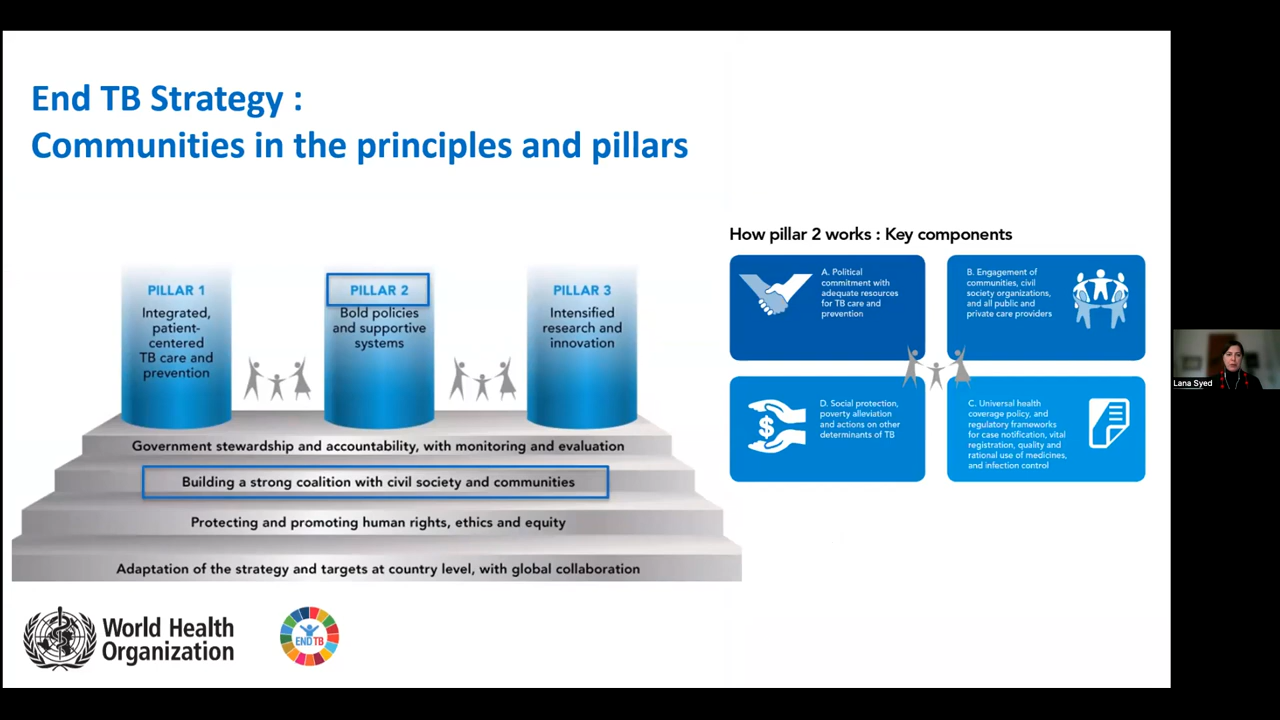 End TB Strategy :
Communities in the principles and pillars
PILLAR 1
Integrated,
patient-
centered
TB care and
prevention
PILLAR 2
Bold policies
and supportive
systems
PILLAR 3
Intensified
research and
innovation
Government stewardship and accountability, with monitoring and evaluation
Building a strong coalition with civil society and communities
Protecting and promoting human rights, ethics and equity
Adaptation of the strategy and targets at country level, with global collaboration
How pillar 2 works : Key components
A. Political
commitment with
adequate resources
for TB care and
prevention
B. Engagement of
communities, civil
society organizations,
and all public and
private care providers
D. Social protection,
poverty alleviation
and actions on other
determinants of TB
C. Universal health
coverage policy, and
regulatory frameworks
for case notification, vital
registration, quality and
rational use of medicines,
and infection control
World Health
Organization
END TB
Lana Syed